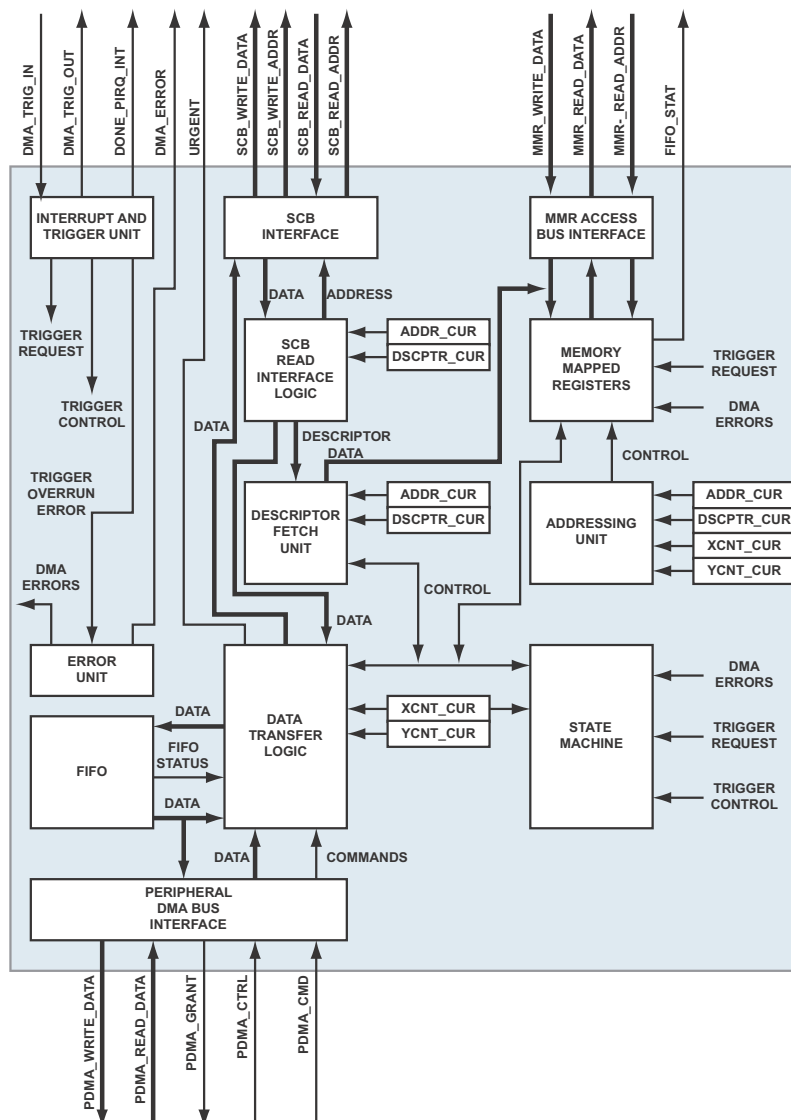 DMA_TRIG_IN
DMA_TRIG_OUT
DONE_PIRQ_INT
DMA_ERROR
URGENT
SCB_WRITE_DATA
SCB_WRITE_ADDR
SCB_READ_DATA
SCB_READ_ADDR
MMR_WRITE_DATA
MMR_READ_DATA
MMR-_READ_ADDR
FIFO_STAT
INTERRUPT AND
TRIGGER UNIT
SCB
INTERFACE
MMR ACCESS
BUS INTERFACE
DATA
ADDRESS
TRIGGER
REQUEST
SCB
READ
INTERFACE
LOGIC
ADDR_CUR
DSCPTR_CUR
MEMORY
MAPPED
REGISTERS
TRIGGER
REQUEST
DMA
ERRORS
TRIGGER
CONTROL
DATA
DESCRIPTOR
DATA
CONTROL
TRIGGER
OVERRUN
ERROR
DESCRIPTOR
FETCH
UNIT
ADDR_CUR
DSCPTR_CUR
ADDRESSING
UNIT
ADDR_CUR
DSCPTR_CUR
XCNT_CUR
YCNT_CUR
DMA
ERRORS
CONTROL
DATA
ERROR
UNIT
DATA
TRANSFER
LOGIC
XCNT_CUR
YCNT_CUR
STATE
MACHINE
DMA
ERRORS
TRIGGER
REQUEST
TRIGGER
CONTROL
DATA
FIFO
FIFO
STATUS
DATA
DATA
COMMANDS
PERIPHERAL
DMA BUS
INTERFACE
PDMA_WRITE_DATA
PDMA_READ_DATA
PDMA_GRANT
PDMA_CTRL
PDMA_CMD